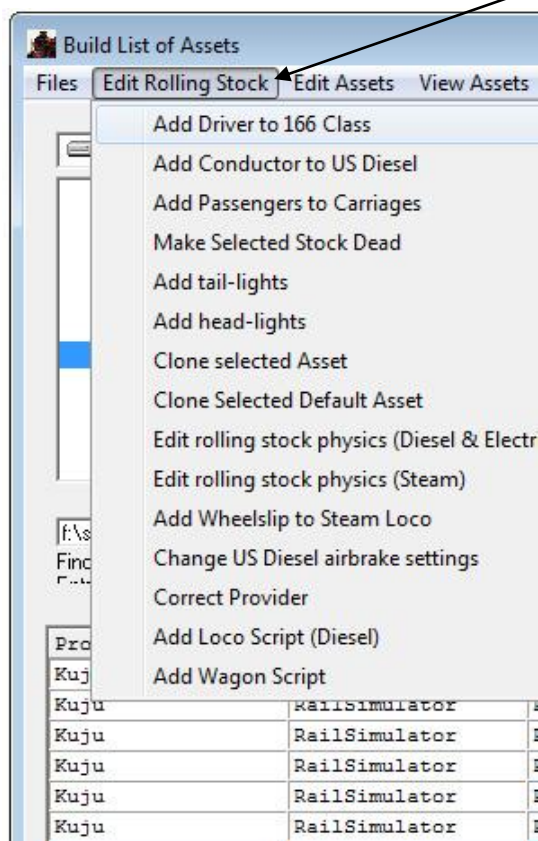 Build List of Assets
Files Edit Rolling Stock Edit Assets View Assets
Add Driver to 166 Class
Add Conductor to US Diesel
Add Passengers to Carriages
Make Selected Stock Dead
Add tail-lights
Add head-lights
Clone selected Asset
Clone Selected Default Asset
Edit rolling stock physics (Diesel & Electr
Edit rolling stock physics (Steam)
Add Wheelslip to Steam Loco
f:\s
Change US Diesel airbrake settings
Correct Provider
Add Loco Script (Diesel)
Add Wagon Script
Pro
Kuju
Kuju RailSimulator
Kuju RailSimulator
Kuju RailSimulator
Kuju RailSimulator
Kuju RailSimulator